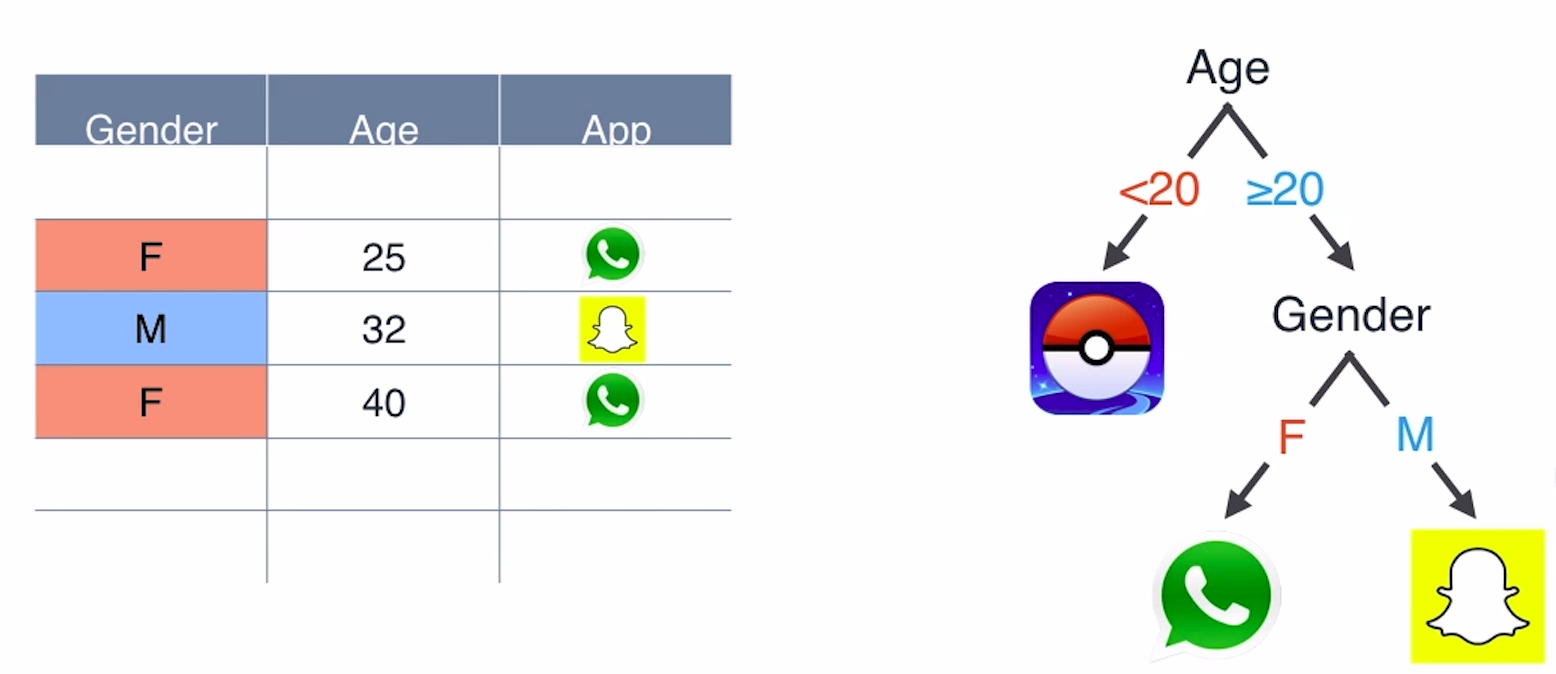 Gender Age App
F 25
M 32
F 40
Age
<20 ≥20
Gender
F M